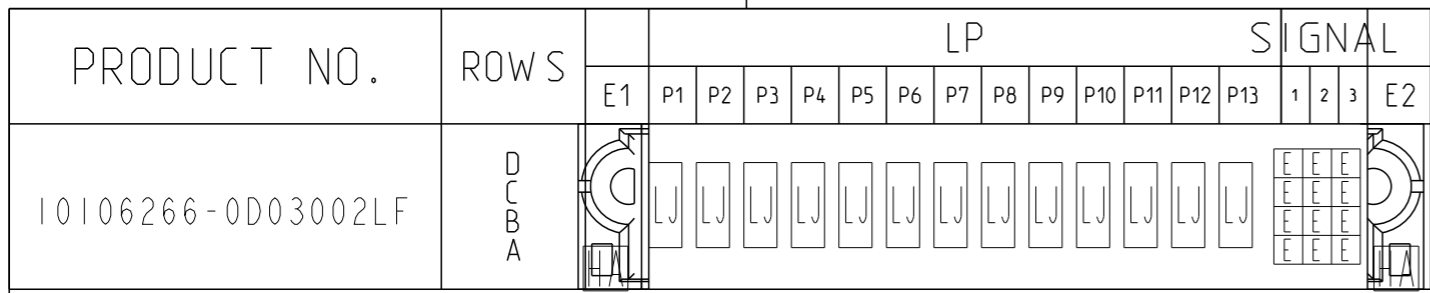 PRODUCT NO. ROWS LP SIGNAL
E1 P1 P2 P3 P4 P5 P6 P7 P8 P9 P10 P11 P12 P13 1 2 3 E2
10106266-0D03002LF
D
C
B
A
LJ LJ LJ LJ LJ LJ LJ LJ LJ LJ LJ LJ LJ
E E E
E E E
E E E
E E E
HA HA